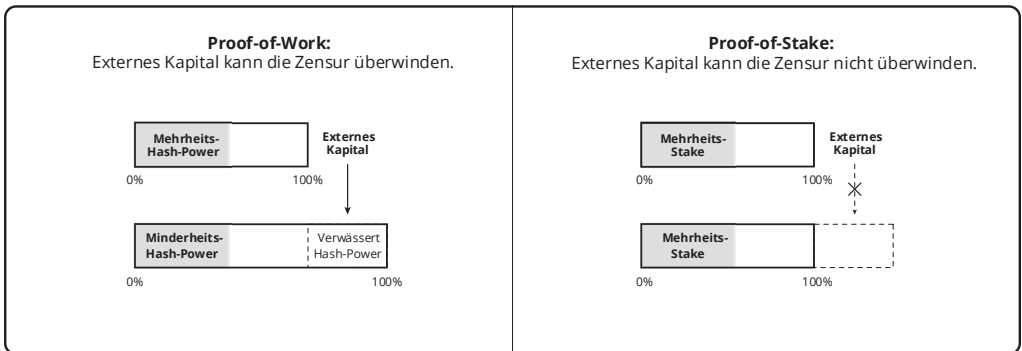 Proof-of-Work:
Externes Kapital kann die Zensur überwinden.
Mehrheits-
Hash-Power
Externes
Kapital
0%
100%
Minderheits-
Hash-Power
Verwässert
Hash-Power
0%
100%
Proof-of-Stake:
Externes Kapital kann die Zensur nicht überwinden.
Mehrheits-
Stake
Externes
Kapital
0%
100%
Mehrheits-
Stake
0%
100%